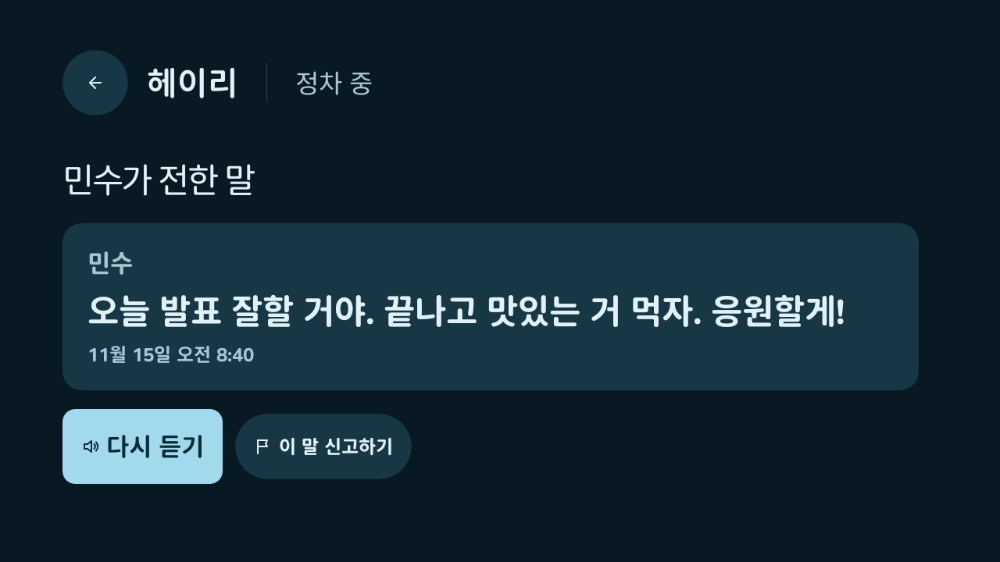 헤이리
정차 중
민수가 전한 말
민수
오늘 발표 잘할 거야. 끝나고 맛있는 거 먹자. 응원할게!
11월 15일 오전 8:40
다시 듣기
이 말 신고하기